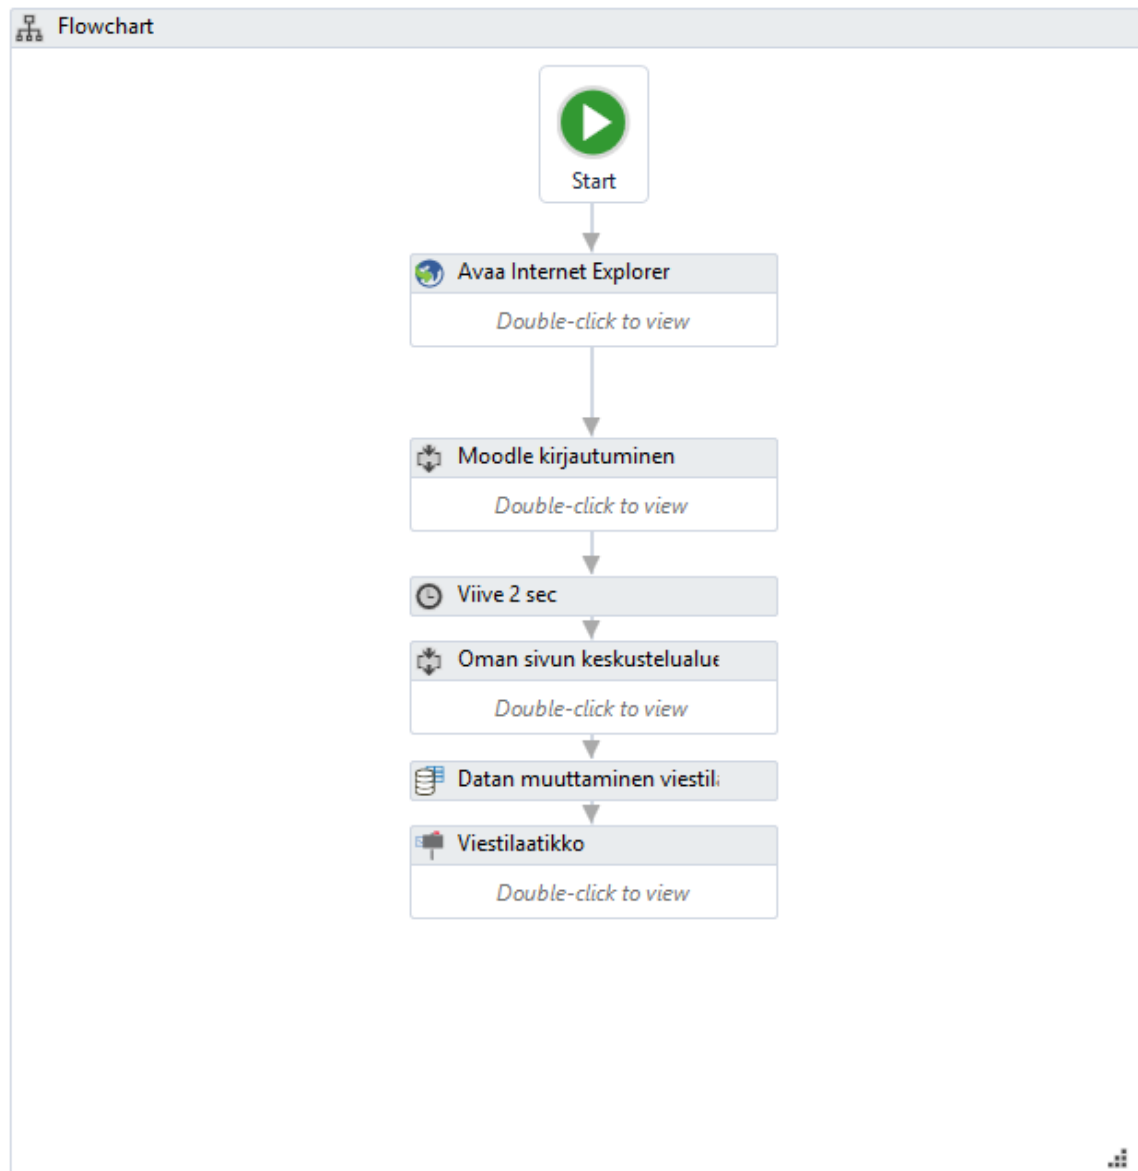 Flowchart
Start
Avaa Internet Explorer
Double-click to view
Moodle kirjautuminen
Double-click to view
Viive 2 sec
Oman sivun keskustelualue
Double-click to view
Datan muuttaminen viestil
Viestilaatikko
Double-click to view